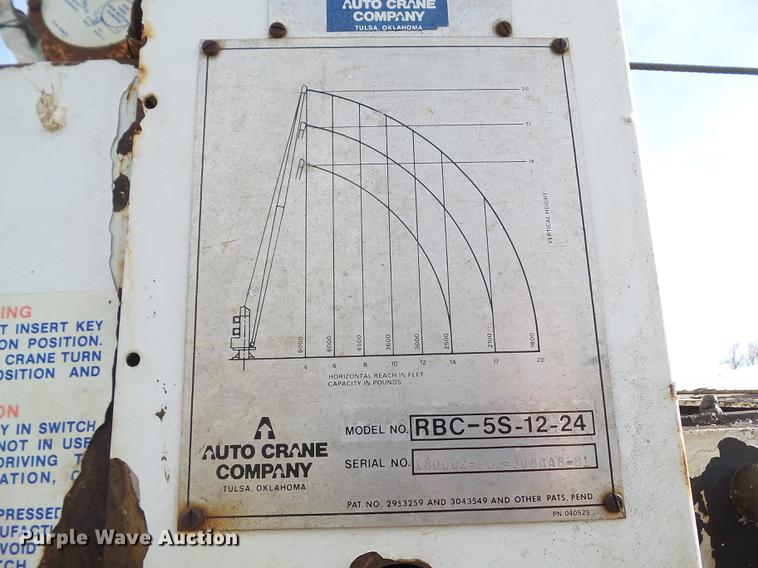 AUTO CRANE
COMPANY
TULSA, OKLAHOMA
20
17
14
VERTICAL HEIGHT
6000 6000 4500 3600 3000 2500 2100 1800
4 6 8 10 12 14 17 20
HORIZONTAL REACH IN FEET
CAPACITY IN POUNDS
MODEL NO. RBC-5S-12-24
AUTO CRANE
COMPANY
TULSA, OKLAHOMA
SERIAL NO.
PAT. NO. 2953259 AND 3043549 AND OTHER PATS. PEND.
PN 040523
T INSERT KEY
ON POSITION.
CRANE TURN
OSITION AND
ON
Y IN SWITCH
NOT IN USE
DRIVING
ATION,
PRESSED
VOID
Purple Wave Auction